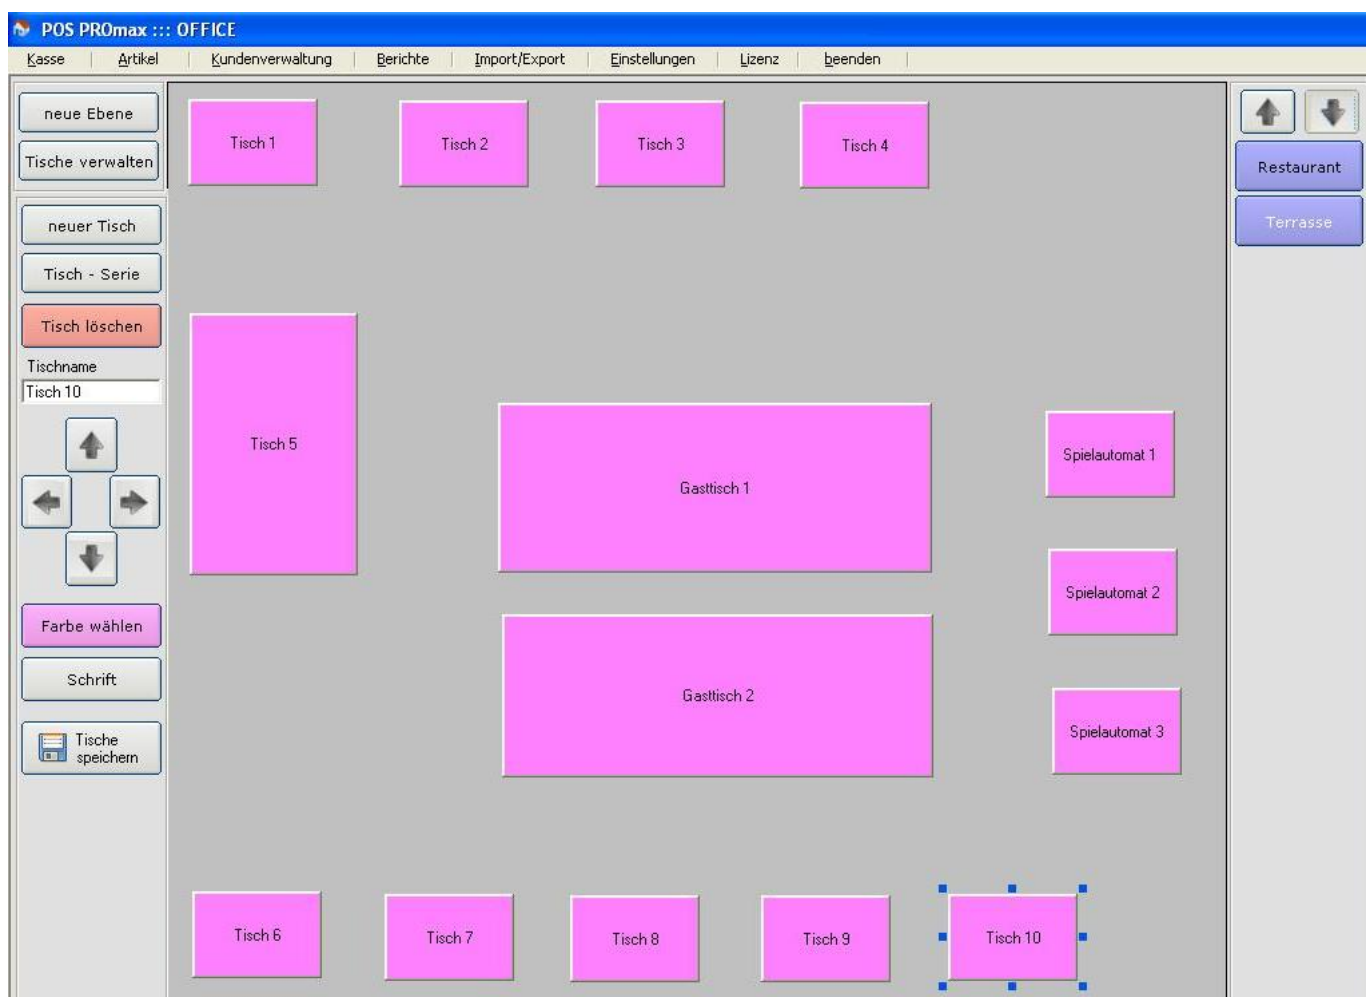 POS PROmax ::: OFFICE
Kasse Artikel Kundenverwaltung Berichte Import/Export Einstellungen Lizenz beenden
neue Ebene
Tische verwalten
neuer Tisch
Tisch - Serie
Tisch löschen
Tischname
Tisch 10
Farbe wählen
Schrift
Tische
speichern
Tisch 1
Tisch 2
Tisch 3
Tisch 4
Tisch 5
Gasttisch 1
Spielautomat 1
Spielautomat 2
Gasttisch 2
Spielautomat 3
Tisch 6
Tisch 7
Tisch 8
Tisch 9
Tisch 10
Restaurant
Terrasse